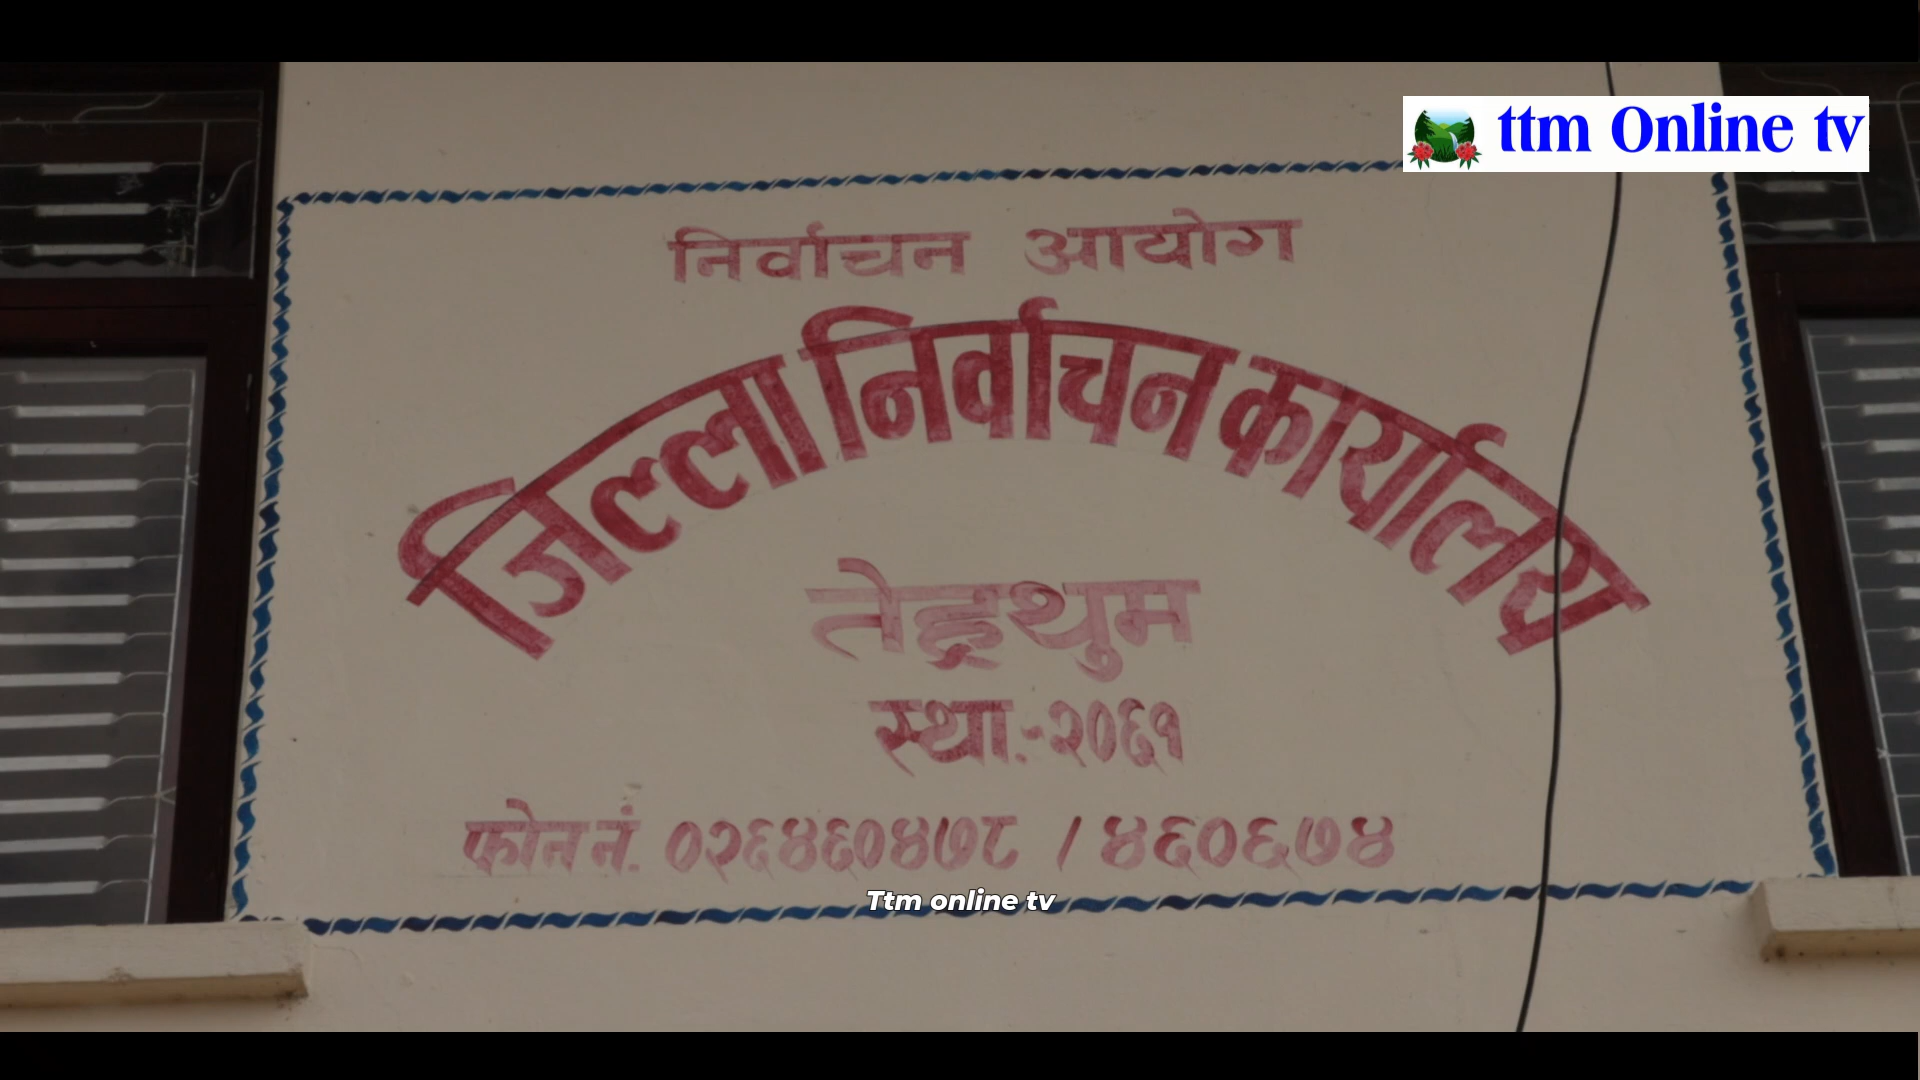 ttm Online tv
निर्वाचन आयोग
जिल्ला निर्वाचन कार्यालय
तेह्रथुम
स्था.-२०६१
फोन नं. ०२६४६०४७८ / ४६०६७४
Ttm online tv